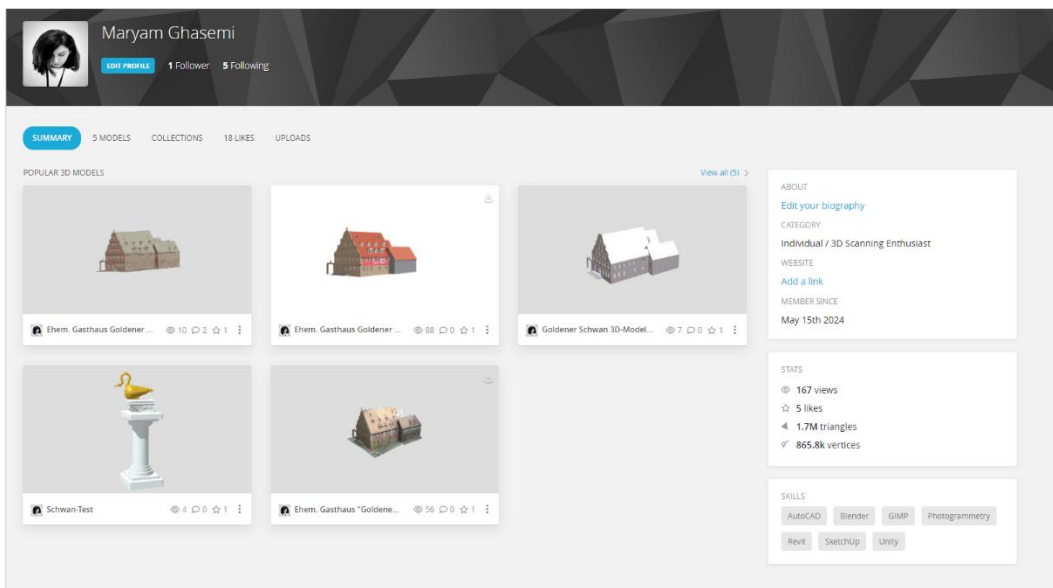 Maryam Ghasemi
EDIT PROFILE 1 Follower 5 Following
SUMMARY 5 MODELS COLLECTIONS 18 LIKES UPLOADS
POPULAR 3D MODELS View all (5)
Ehem. Gasthaus Goldener ... 10 2 1
Ehem. Gasthaus Goldener ... 88 0 1
Goldener Schwan 3D-Model... 7 0 1
Schwan-Test 4 0 1
Ehem. Gasthaus "Goldene... 56 0 1
ABOUT
Edit your biography
CATEGORY
Individual / 3D Scanning Enthusiast
WEBSITE
Add a link
MEMBER SINCE
May 15th 2024
STATS
167 views
5 likes
1.7M triangles
865.8k vertices
SKILLS
AutoCAD Blender GIMP Photogrammetry
Revit SketchUp Unity